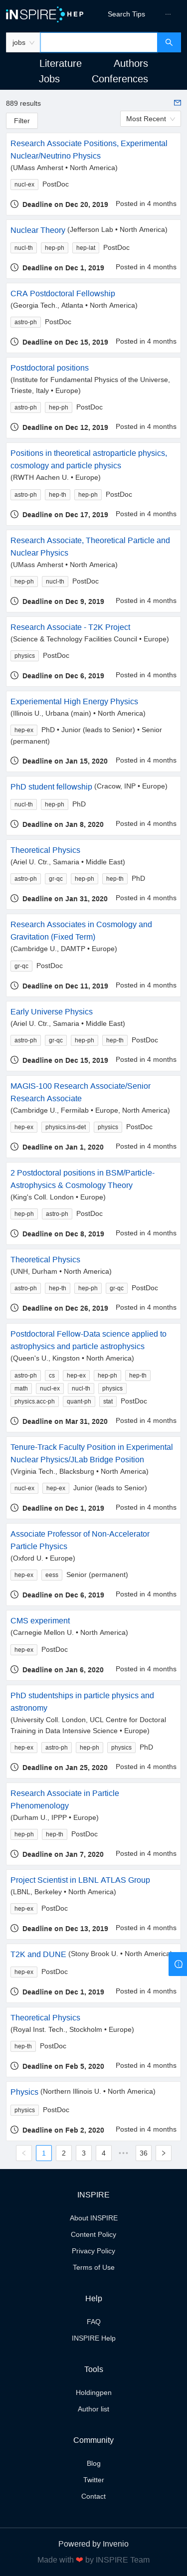 INSPIRE HEP
Search Tips
jobs
Literature
Authors
Jobs
Conferences
889 results
Filter
Most Recent
Research Associate Positions, Experimental
Nuclear/Neutrino Physics
(UMass Amherst • North America)
nucl-ex PostDoc
Deadline on Dec 20, 2019
Posted in 4 months
Nuclear Theory (Jefferson Lab • North America)
nucl-th hep-ph hep-lat PostDoc
Deadline on Dec 1, 2019
Posted in 4 months
CRA Postdoctoral Fellowship
(Georgia Tech., Atlanta • North America)
astro-ph PostDoc
Deadline on Dec 15, 2019
Posted in 4 months
Postdoctoral positions
(Institute for Fundamental Physics of the Universe,
Trieste, Italy • Europe)
astro-ph hep-ph PostDoc
Deadline on Dec 12, 2019
Posted in 4 months
Positions in theoretical astroparticle physics,
cosmology and particle physics
(RWTH Aachen U. • Europe)
astro-ph hep-th hep-ph PostDoc
Deadline on Dec 17, 2019
Posted in 4 months
Research Associate, Theoretical Particle and
Nuclear Physics
(UMass Amherst • North America)
hep-ph nucl-th PostDoc
Deadline on Dec 9, 2019
Posted in 4 months
Research Associate - T2K Project
(Science & Technology Facilities Council • Europe)
physics PostDoc
Deadline on Dec 6, 2019
Posted in 4 months
Experiemental High Energy Physics
(Illinois U., Urbana (main) • North America)
hep-ex PhD • Junior (leads to Senior) • Senior
(permanent)
Deadline on Jan 15, 2020
Posted in 4 months
PhD student fellowship (Cracow, INP • Europe)
nucl-th hep-ph PhD
Deadline on Jan 8, 2020
Posted in 4 months
Theoretical Physics
(Ariel U. Ctr., Samaria • Middle East)
astro-ph gr-qc hep-ph hep-th PhD
Deadline on Jan 31, 2020
Posted in 4 months
Research Associates in Cosmology and
Gravitation (Fixed Term)
(Cambridge U., DAMTP • Europe)
gr-qc PostDoc
Deadline on Dec 11, 2019
Posted in 4 months
Early Universe Physics
(Ariel U. Ctr., Samaria • Middle East)
astro-ph gr-qc hep-ph hep-th PostDoc
Deadline on Dec 15, 2019
Posted in 4 months
MAGIS-100 Research Associate/Senior
Research Associate
(Cambridge U., Fermilab • Europe, North America)
hep-ex physics.ins-det physics PostDoc
Deadline on Jan 1, 2020
Posted in 4 months
2 Postdoctoral positions in BSM/Particle-
Astrophysics & Cosmology Theory
(King's Coll. London • Europe)
hep-ph astro-ph PostDoc
Deadline on Dec 8, 2019
Posted in 4 months
Theoretical Physics
(UNH, Durham • North America)
astro-ph hep-th hep-ph gr-qc PostDoc
Deadline on Dec 26, 2019
Posted in 4 months
Postdoctoral Fellow-Data science applied to
astrophysics and particle astrophysics
(Queen's U., Kingston • North America)
astro-ph cs hep-ex hep-ph hep-th
math nucl-ex nucl-th physics
physics.acc-ph quant-ph stat PostDoc
Deadline on Mar 31, 2020
Posted in 4 months
Tenure-Track Faculty Position in Experimental
Nuclear Physics/JLab Bridge Position
(Virginia Tech., Blacksburg • North America)
nucl-ex hep-ex Junior (leads to Senior)
Deadline on Dec 1, 2019
Posted in 4 months
Associate Professor of Non-Accelerator
Particle Physics
(Oxford U. • Europe)
hep-ex eess Senior (permanent)
Deadline on Dec 6, 2019
Posted in 4 months
CMS experiment
(Carnegie Mellon U. • North America)
hep-ex PostDoc
Deadline on Jan 6, 2020
Posted in 4 months
PhD studentships in particle physics and
astronomy
(University Coll. London, UCL Centre for Doctoral
Training in Data Intensive Science • Europe)
hep-ex astro-ph hep-ph physics PhD
Deadline on Jan 25, 2020
Posted in 4 months
Research Associate in Particle
Phenomenology
(Durham U., IPPP • Europe)
hep-ph hep-th PostDoc
Deadline on Jan 7, 2020
Posted in 4 months
Project Scientist in LBNL ATLAS Group
(LBNL, Berkeley • North America)
hep-ex PostDoc
Deadline on Dec 13, 2019
Posted in 4 months
T2K and DUNE (Stony Brook U. • North America)
hep-ex PostDoc
Deadline on Dec 1, 2019
Posted in 4 months
Theoretical Physics
(Royal Inst. Tech., Stockholm • Europe)
hep-th PostDoc
Deadline on Feb 5, 2020
Posted in 4 months
Physics (Northern Illinois U. • North America)
physics PostDoc
Deadline on Feb 2, 2020
Posted in 4 months
1 2 3 4 ••• 36
INSPIRE
About INSPIRE
Content Policy
Privacy Policy
Terms of Use
Help
FAQ
INSPIRE Help
Tools
Holdingpen
Author list
Community
Blog
Twitter
Contact
Powered by Invenio
Made with ❤ by INSPIRE Team